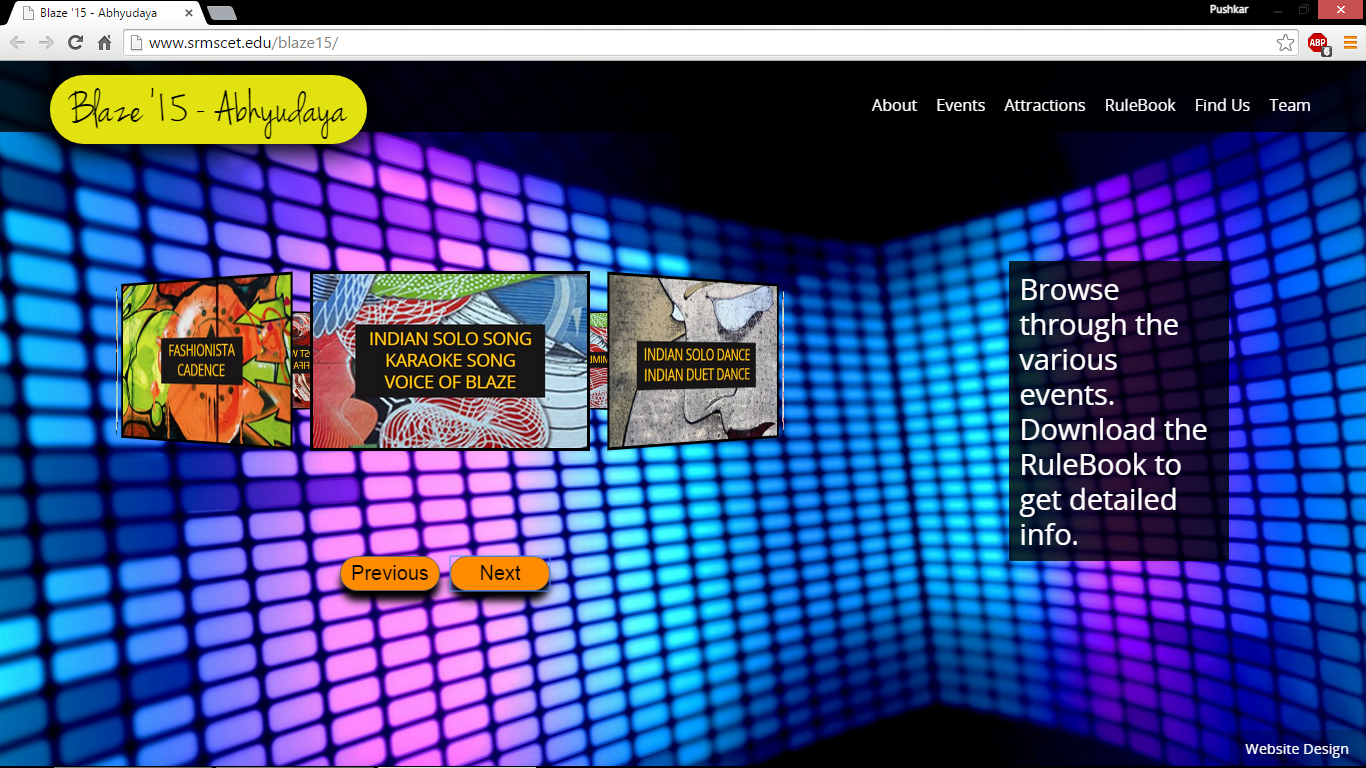 Blaze '15 - Abhyudaya
Pushkar
www.srmscet.edu/blaze15/
ABP
6
Blaze '15 - Abhyudaya
About Events Attractions RuleBook Find Us Team
FASHIONISTA
CADENCE
INDIAN SOLO SONG
KARAOKE SONG
VOICE OF BLAZE
INDIAN SOLO DANCE
INDIAN DUET DANCE
Browse
through the
various
events.
Download the
RuleBook to
get detailed
info.
Previous Next
Website Design